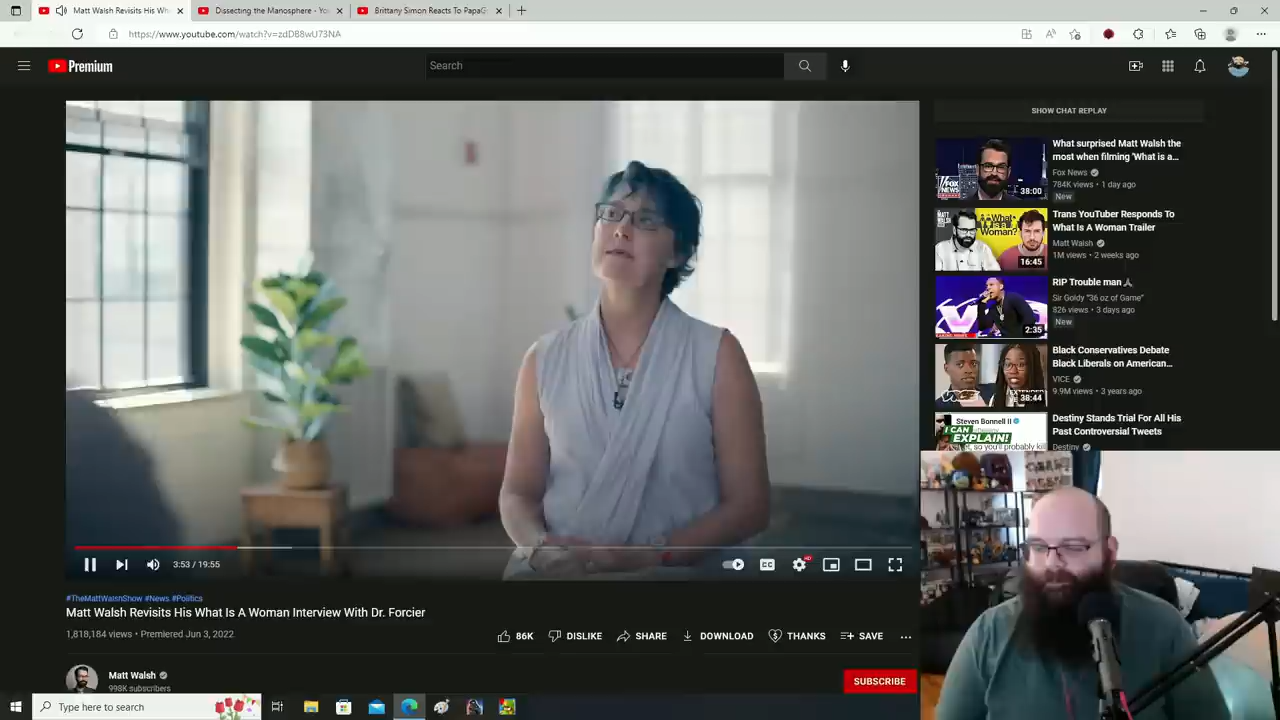 Matt Walsh Revisits His Wh
Dissecting the Manosphere - Yo
Brittany Simon Reacts To PapaG
https://www.youtube.com/watch?v=zdDB8wU73NA
Premium
Search
SHOW CHAT REPLAY
What surprised Matt Walsh the
most when filming 'What is a...
Fox News
784K views • 1 day ago
New
38:00
Trans YouTuber Responds To
What Is A Woman Trailer
Matt Walsh
1M views • 2 weeks ago
16:45
RIP Trouble man
Sir Goldy "36 oz of Game"
826 views • 3 days ago
New
2:35
Black Conservatives Debate
Black Liberals on American...
VICE
9.9M views • 3 years ago
38:44
Destiny Stands Trial For All His
Past Controversial Tweets
Destiny
Steven Bonnell II
I CAN
EXPLAIN!
3:53 / 19:55
#TheMattWalshShow #News #Politics
Matt Walsh Revisits His What Is A Woman Interview With Dr. Forcier
1,818,184 views • Premiered Jun 3, 2022
86K DISLIKE SHARE DOWNLOAD THANKS SAVE ...
Matt Walsh
998K subscribers
SUBSCRIBE
Type here to search